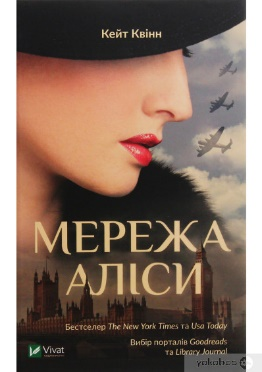 Кейт Квінн
МЕРЕЖА
АЛІСИ
Бестселер The New York Times та Usa Today
Вибір порталів Goodreads
та Library Journal
Vivat